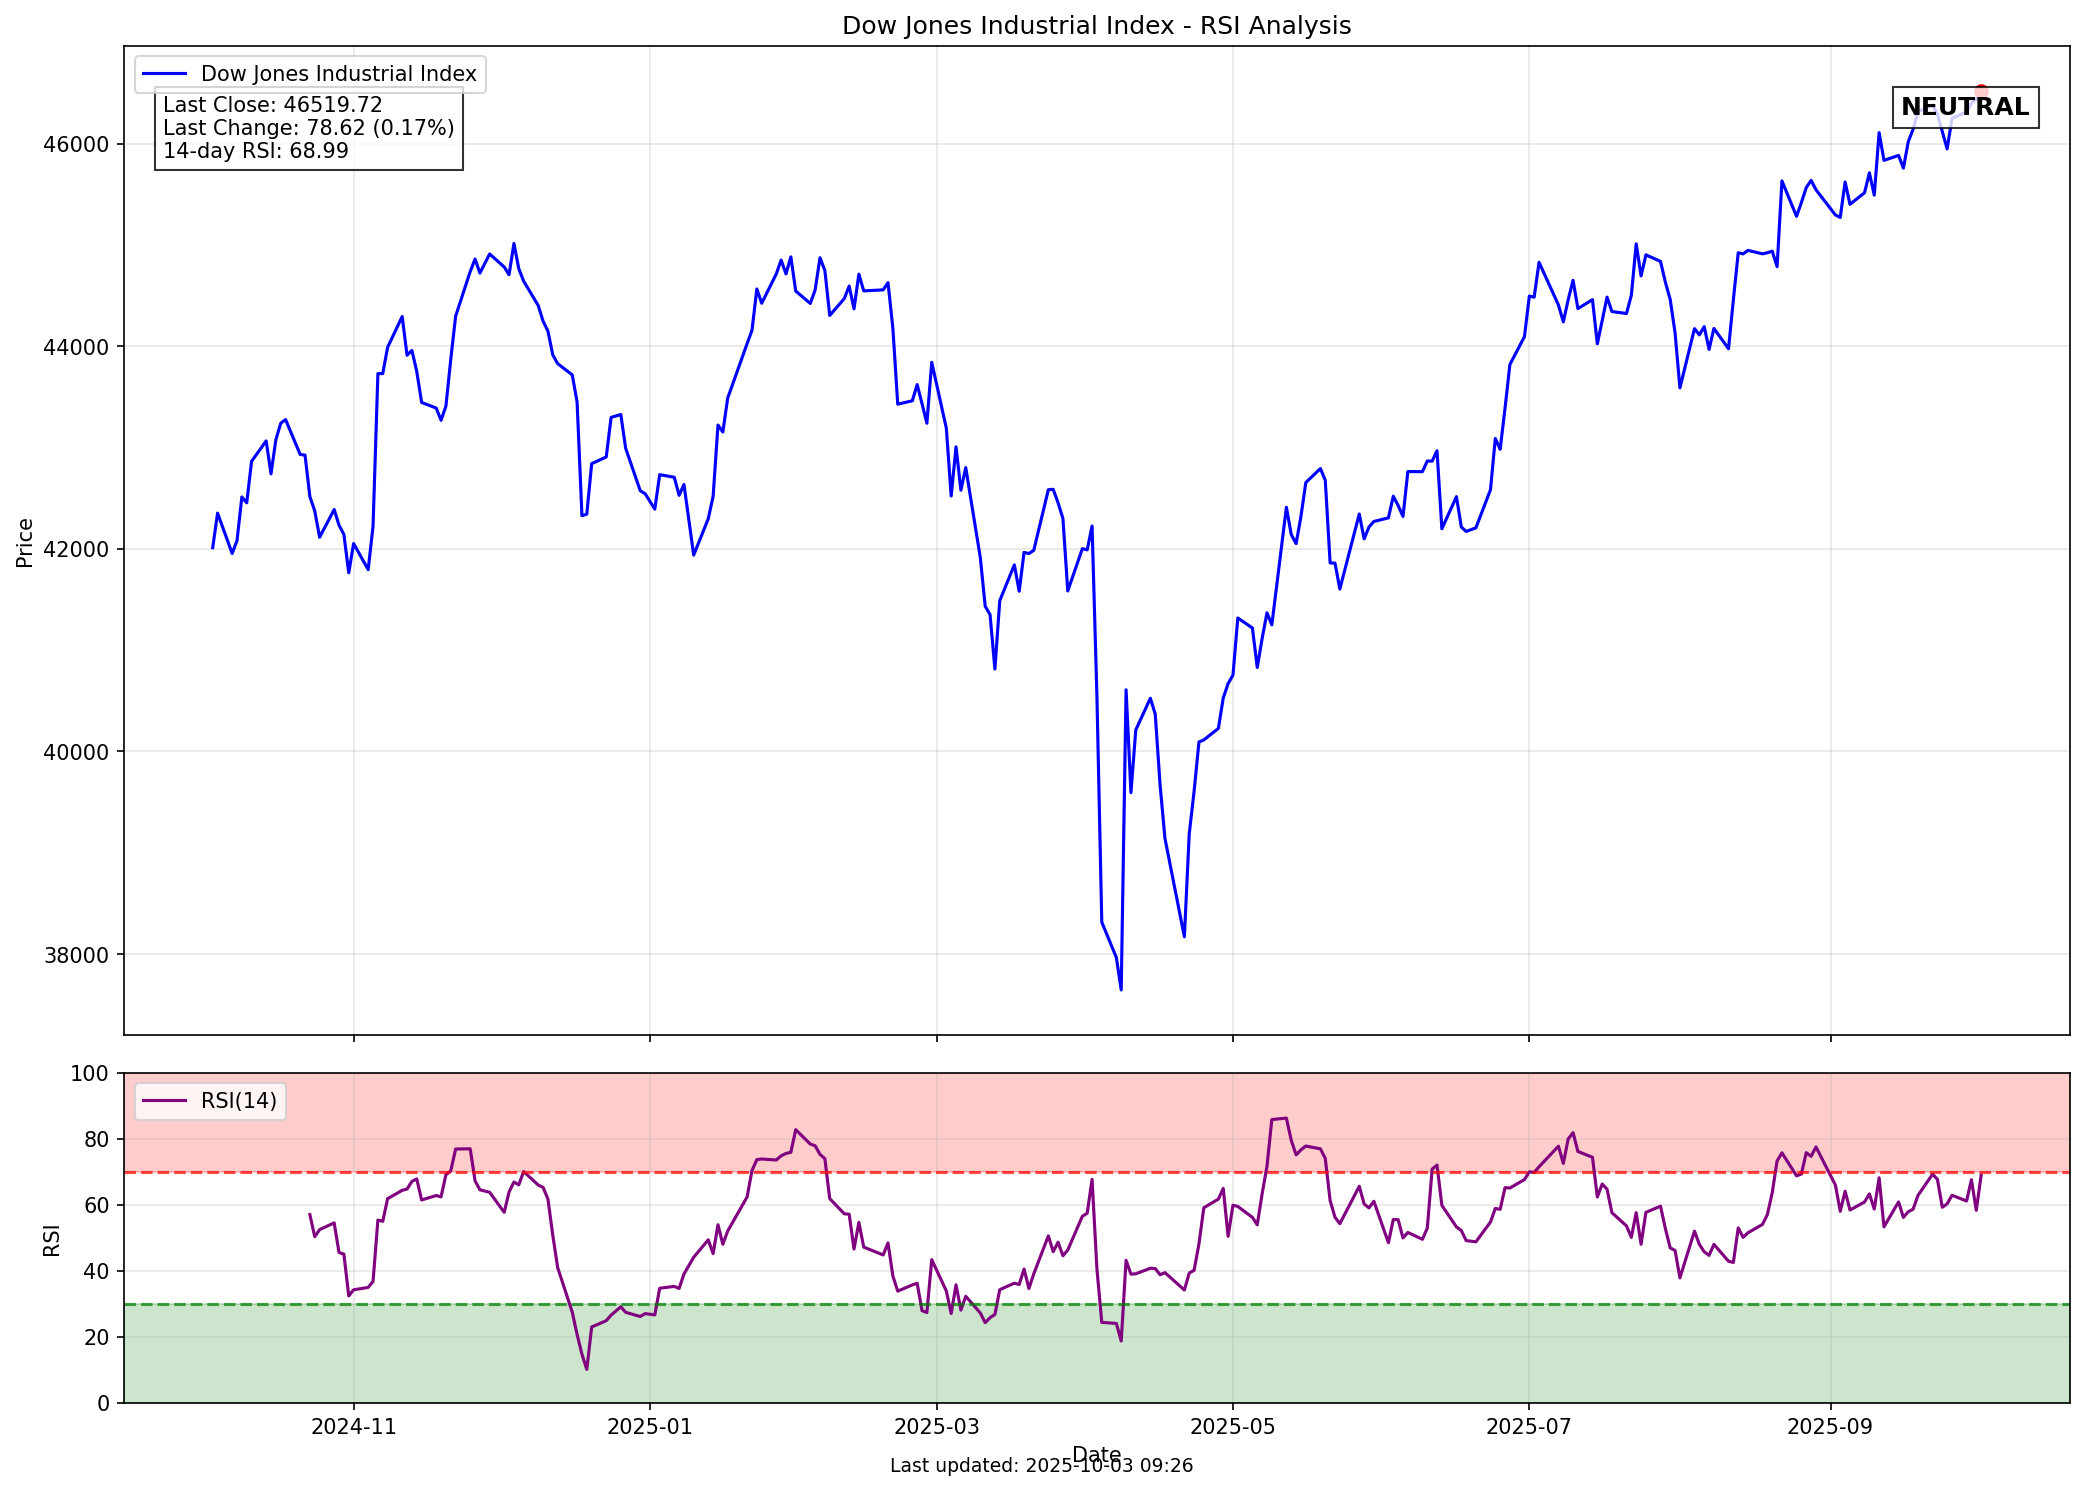 Dow Jones Industrial Index - RSI Analysis
Dow Jones Industrial Index
Last Close: 46519.72
Last Change: 78.62 (0.17%)
14-day RSI: 68.99
NEUTRAL
Price
46000
44000
42000
40000
38000
RSI(14)
RSI
100
80
60
40
20
0
2024-11
2025-01
2025-03
2025-05
2025-07
2025-09
Date
Last updated: 2025-10-03 09:26